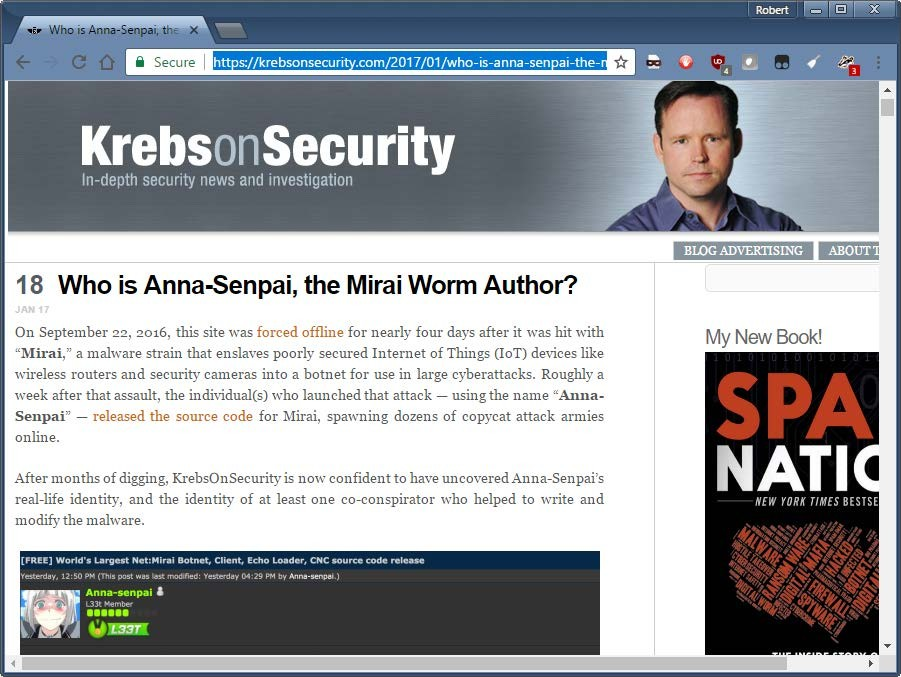 Robert
Who is Anna-Senpai, the
Secure
https://krebsonsecurity.com/2017/01/who-is-anna-senpai-the-m
4
3
KrebsonSecurity
In-depth security news and investigation
BLOG ADVERTISING
ABOUT T
18 Who is Anna-Senpai, the Mirai Worm Author?
JAN 17
On September 22, 2016, this site was forced offline for nearly four days after it was hit with
“Mirai,” a malware strain that enslaves poorly secured Internet of Things (IoT) devices like
wireless routers and security cameras into a botnet for use in large cyberattacks. Roughly a
week after that assault, the individual(s) who launched that attack — using the name “Anna-
Senpai” — released the source code for Mirai, spawning dozens of copycat attack armies
online.
After months of digging, KrebsOnSecurity is now confident to have uncovered Anna-Senpai’s
real-life identity, and the identity of at least one co-conspirator who helped to write and
modify the malware.
[FREE] World's Largest Net:Mirai Botnet, Client, Echo Loader, CNC source code release
Yesterday, 12:50 PM (This post was last modified: Yesterday 04:29 PM by Anna-senpai.)
Anna-senpai
L33t Member
L33T
My New Book!
SPA
NATIO
NEW YORK TIMES BESTSE
MALWARE
SPYWARE
FIREWALL
THE INSIDE STORY O